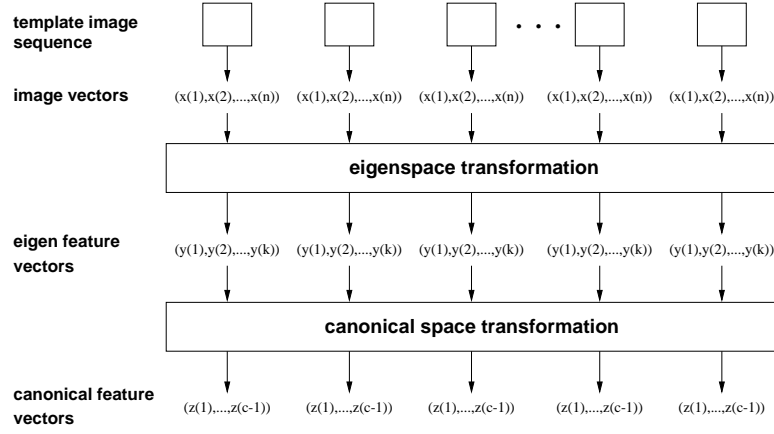 template image
sequence
. . .
image vectors
(x(1),x(2),...,x(n)) (x(1),x(2),...,x(n)) (x(1),x(2),...,x(n)) (x(1),x(2),...,x(n)) (x(1),x(2),...,x(n))
eigenspace transformation
eigen feature
vectors
(y(1),y(2),...,y(k)) (y(1),y(2),...,y(k)) (y(1),y(2),...,y(k)) (y(1),y(2),...,y(k)) (y(1),y(2),...,y(k))
canonical space transformation
canonical feature
vectors
(z(1),...,z(c-1)) (z(1),...,z(c-1)) (z(1),...,z(c-1)) (z(1),...,z(c-1)) (z(1),...,z(c-1))